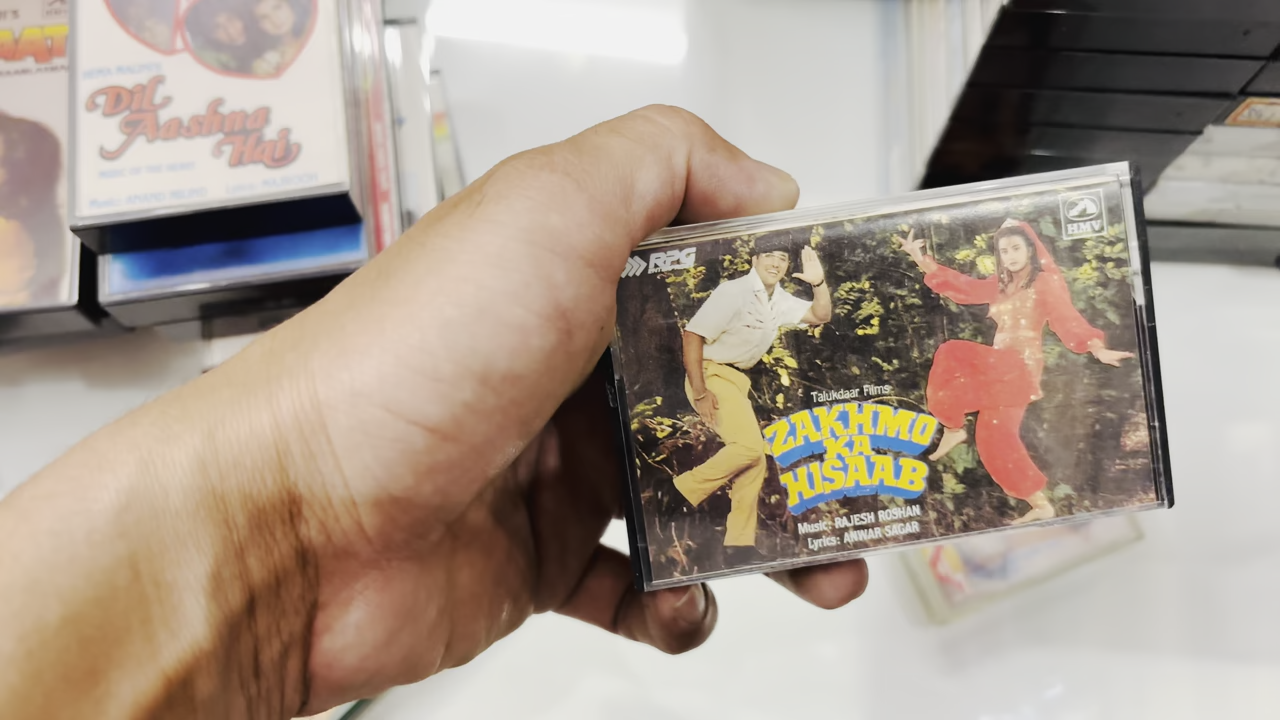 Dil
Aashna
Hai
RPG
HMV
Talukdaar Films
ZAKHMO
KA
HISAAB
Music: RAJESH ROSHAN
Lyrics: ANWAR SAGAR